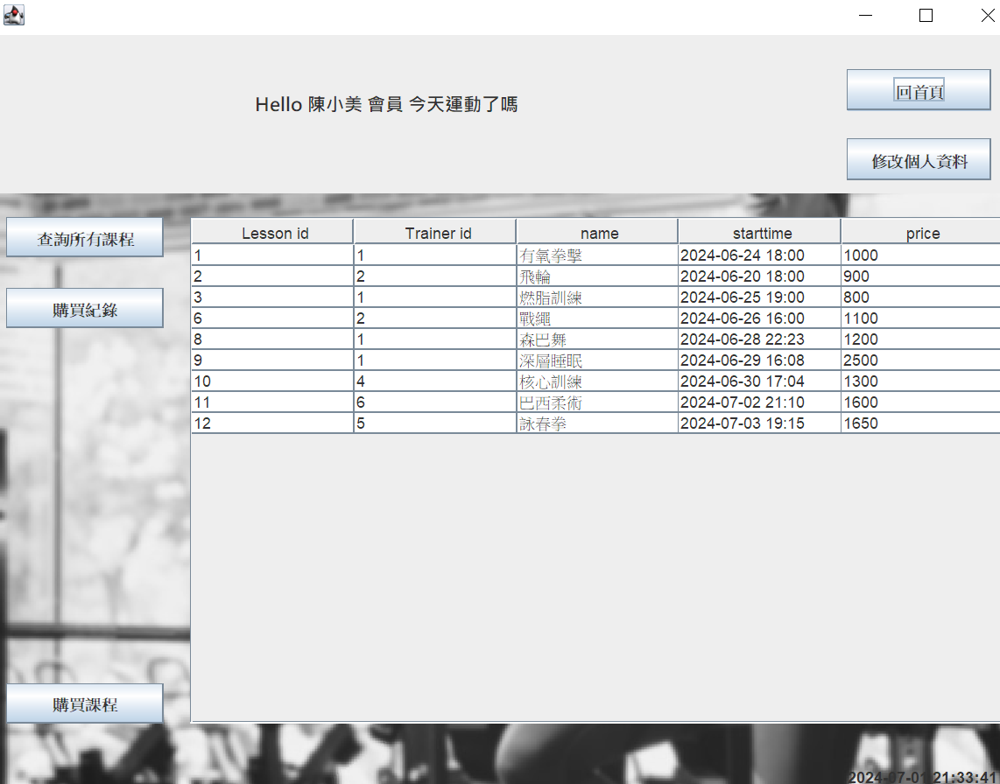 Hello 陳小美 會員 今天運動了嗎
回首頁
修改個人資料
查詢所有課程
購買紀錄
購買課程
Lesson id Trainer id name starttime price
1 1 有氧拳擊 2024-06-24 18:00 1000
2 2 飛輪 2024-06-20 18:00 900
3 1 燃脂訓練 2024-06-25 19:00 800
6 2 戰繩 2024-06-26 16:00 1100
8 1 森巴舞 2024-06-28 22:23 1200
9 1 深層睡眠 2024-06-29 16:08 2500
10 4 核心訓練 2024-06-30 17:04 1300
11 6 巴西柔術 2024-07-02 21:10 1600
12 5 詠春拳 2024-07-03 19:15 1650
2024-07-01 21:33:41